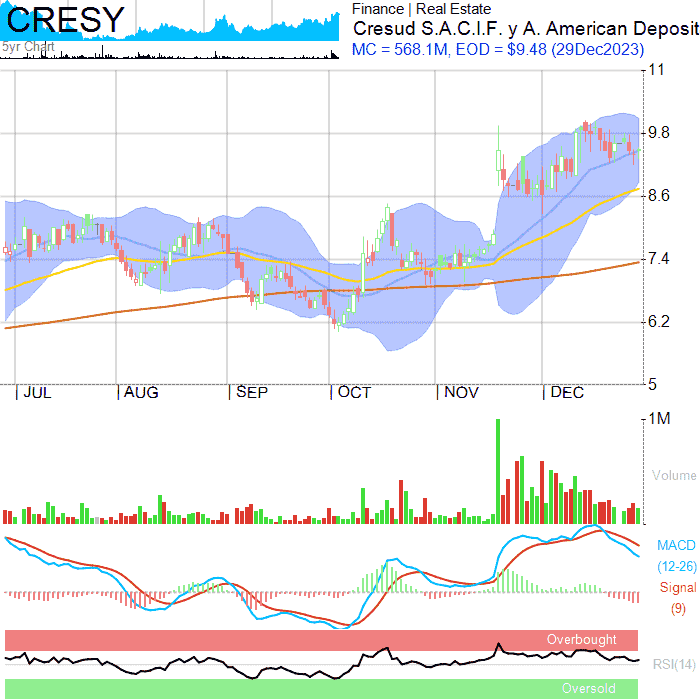 CRESY
5yr Chart
Finance | Real Estate
Cresud S.A.C.I.F. y A. American Deposit
MC = 568.1M, EOD = $9.48 (29Dec2023)
11
9.8
8.6
7.4
6.2
5
JUL AUG SEP OCT NOV DEC
1M
Volume
MACD
(12-26)
Signal
(9)
Overbought
RSI(14)
Oversold